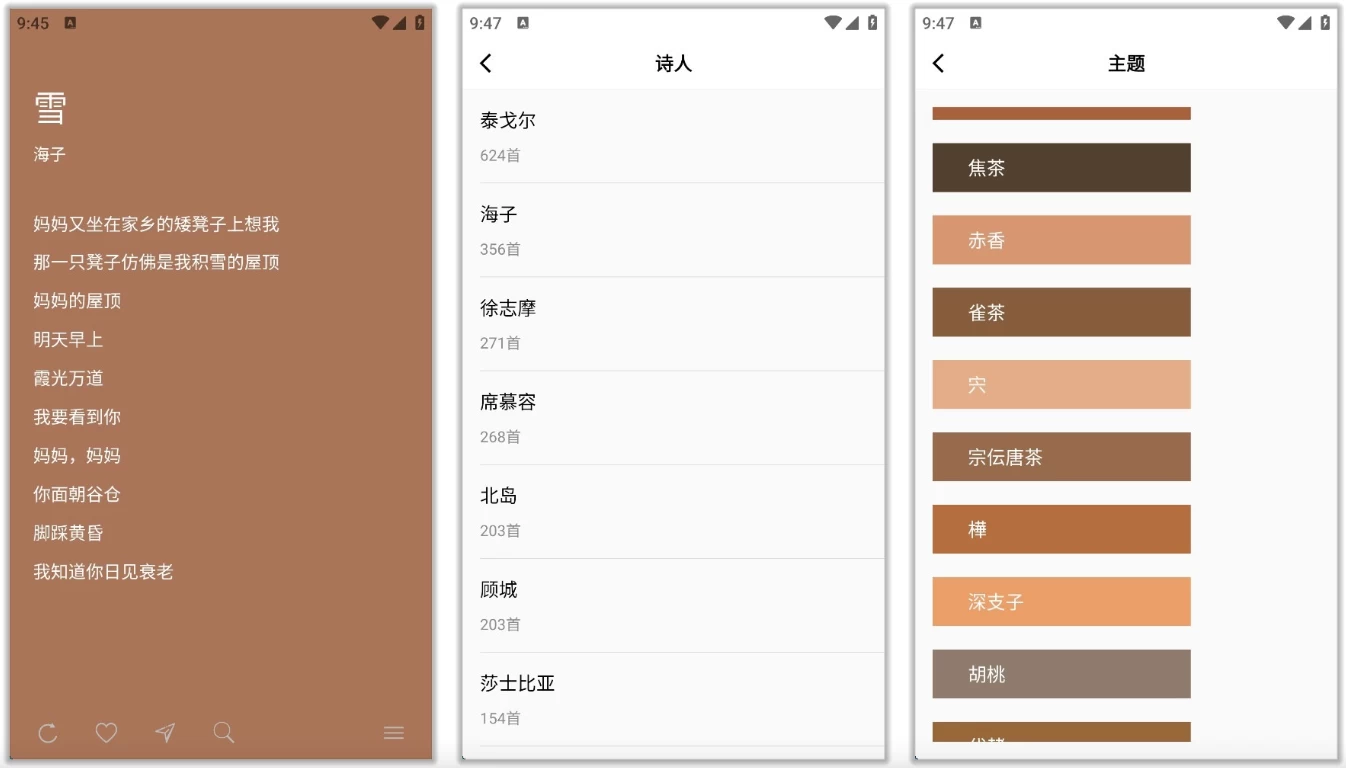 9:45
雪
海子
妈妈又坐在家乡的矮凳子上想我
那一只凳子仿佛是我积雪的屋顶
妈妈的屋顶
明天早上
霞光万道
我要看到你
妈妈，妈妈
你面朝谷仓
脚踩黄昏
我知道你日见衰老
9:47
诗人
泰戈尔
624首
海子
356首
徐志摩
271首
席慕容
268首
北岛
203首
顾城
203首
莎士比亚
154首
9:47
主题
焦茶
赤香
雀茶
宍
宗伝唐茶
樺
深支子
胡桃